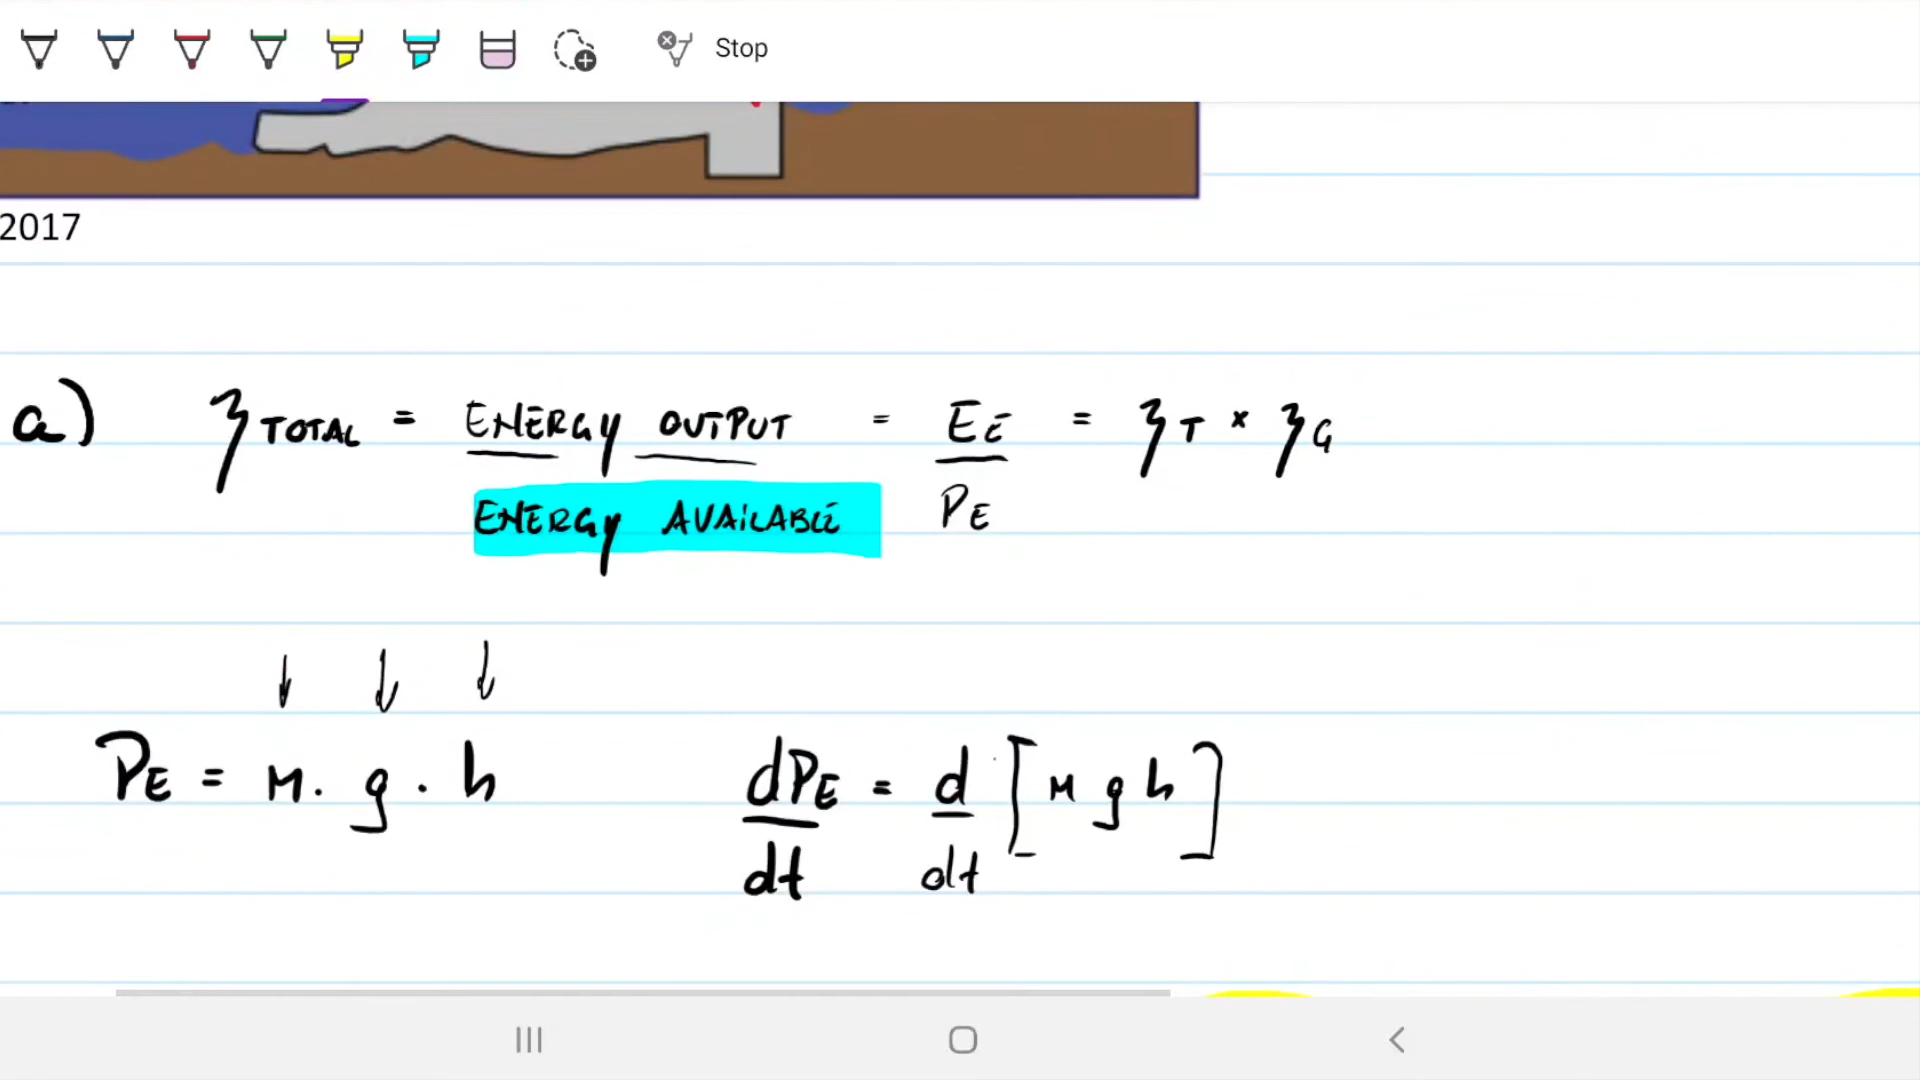 Stop
2017
a) η TOTAL = ENERGY OUTPUT / ENERGY AVAILABLE = EE / PE = ηT × ηG
PE = M . g . h
dPE / dt = d / dt [M g h]